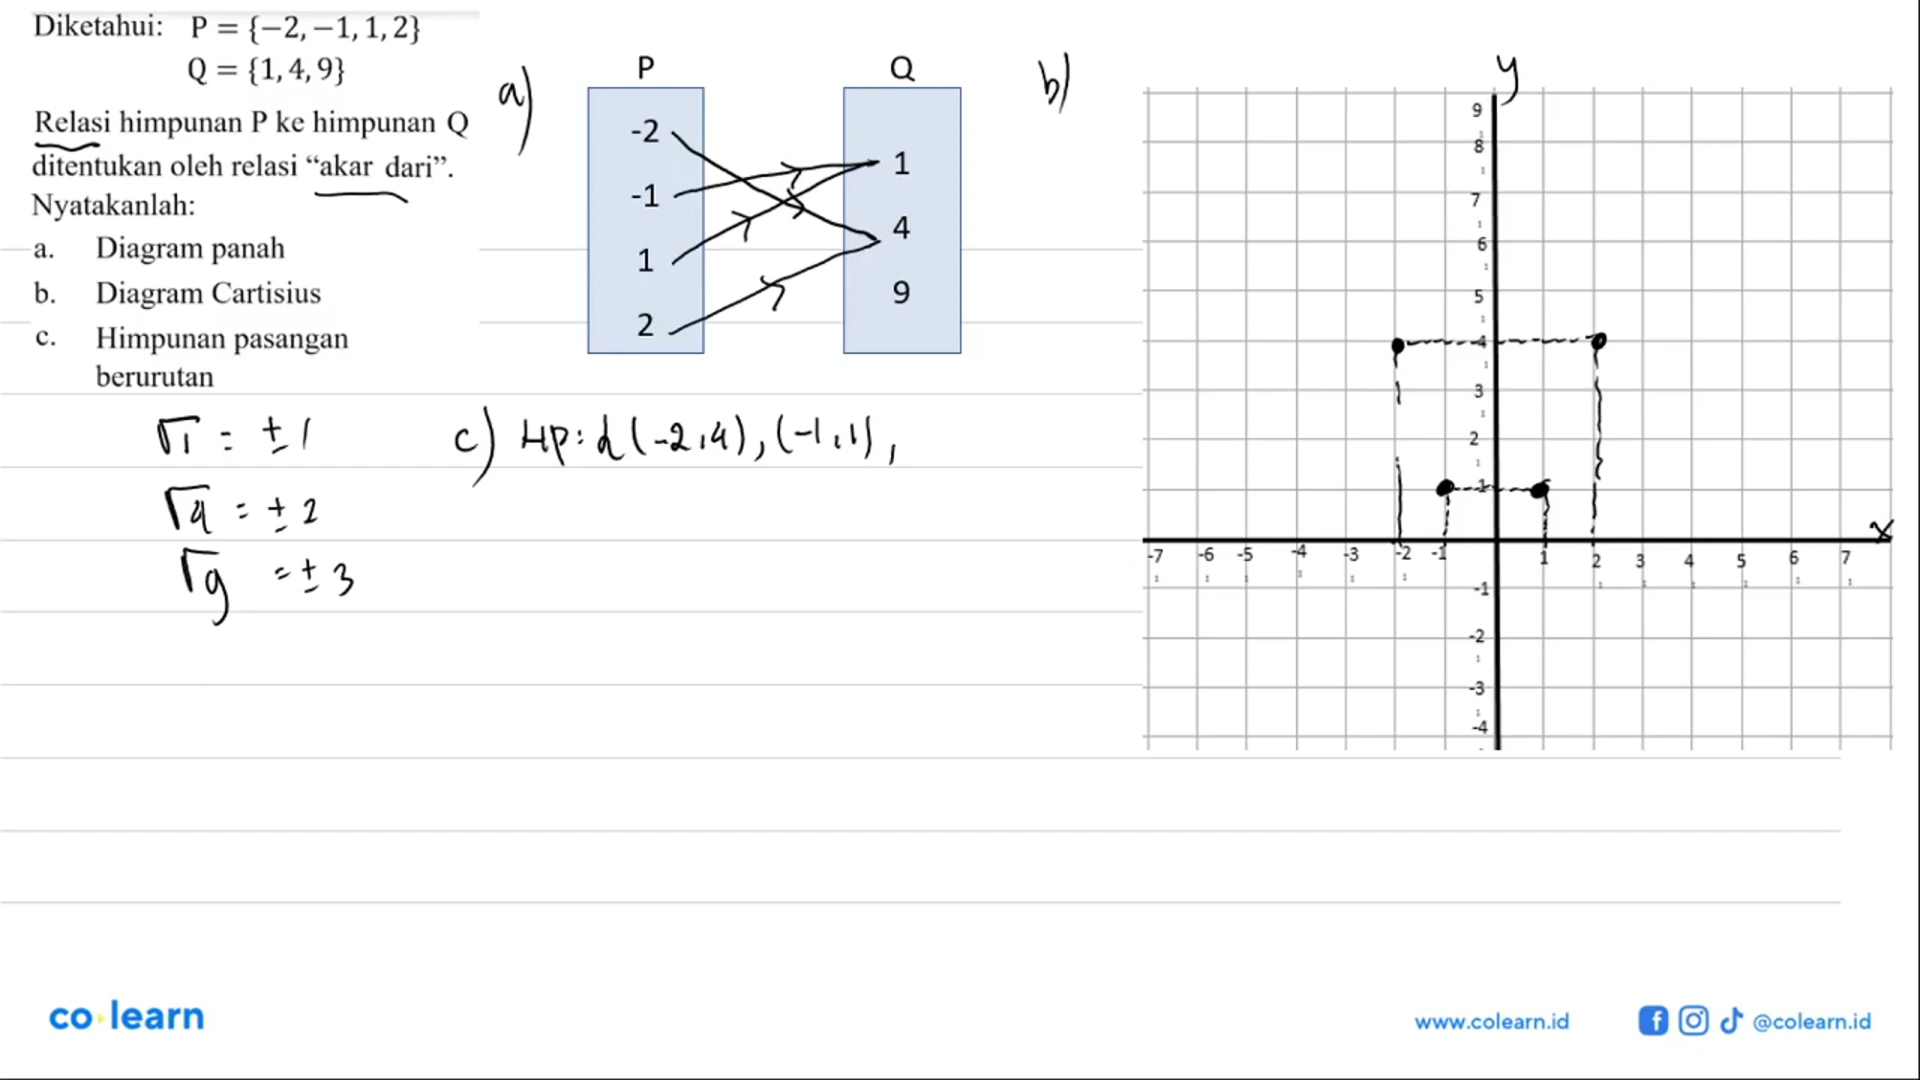 Diketahui: P = {−2, −1, 1, 2}
Q = {1, 4, 9}
Relasi himpunan P ke himpunan Q
ditentukan oleh relasi “akar dari”.
Nyatakanlah:
a. Diagram panah
b. Diagram Cartisius
c. Himpunan pasangan
berurutan
√1 = ± 1
√4 = ± 2
√9 = ± 3
a)
P Q
-2
-1
1
2
1
4
9
c) Hp: {(-2,4), (-1,1),
b)
y
9
8
7
6
5
4
3
2
1
x
-7 -6 -5 -4 -3 -2 -1 1 2 3 4 5 6 7
-1
-2
-3
-4
co learn
www.colearn.id
@colearn.id